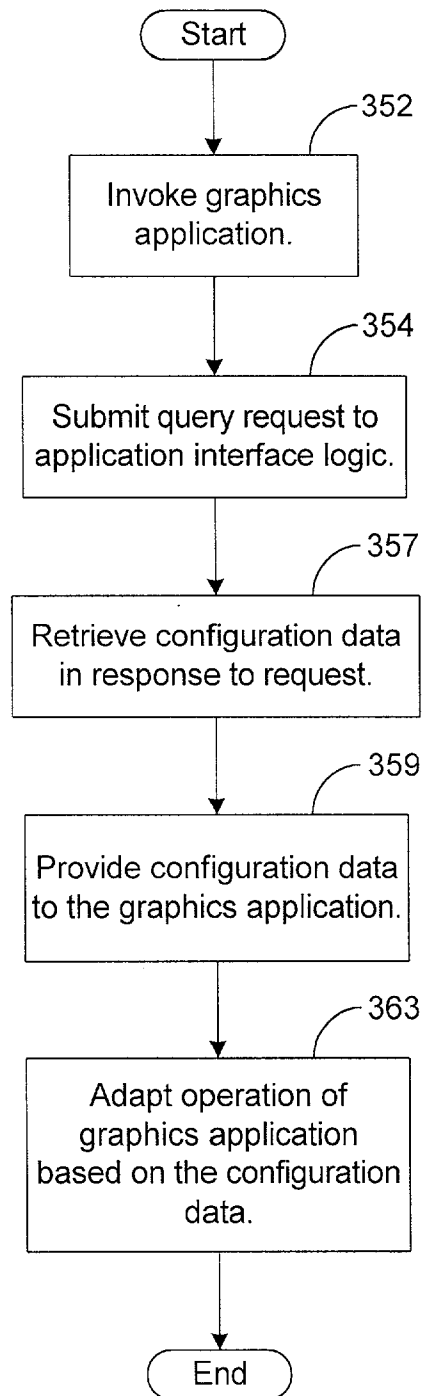 Start
352
Invoke graphics
application.
354
Submit query request to
application interface logic.
357
Retrieve configuration data
in response to request.
359
Provide configuration data
to the graphics application.
363
Adapt operation of
graphics application
based on the configuration
data.
End